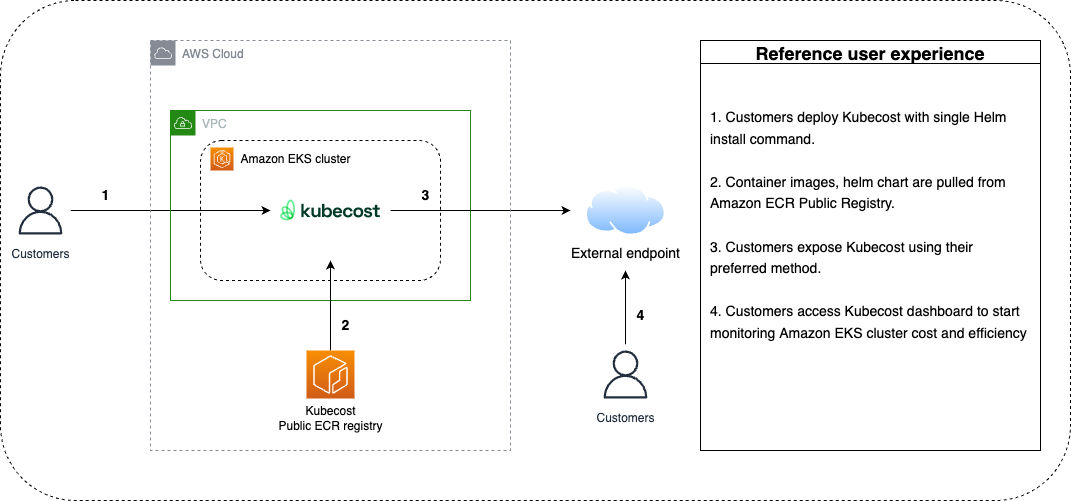 AWS Cloud
VPC
Amazon EKS cluster
1
kubecost
3
Customers
External endpoint
2
4
Kubecost
Public ECR registry
Customers
Reference user experience
1. Customers deploy Kubecost with single Helm
install command.
2. Container images, helm chart are pulled from
Amazon ECR Public Registry.
3. Customers expose Kubecost using their
preferred method.
4. Customers access Kubecost dashboard to start
monitoring Amazon EKS cluster cost and efficiency